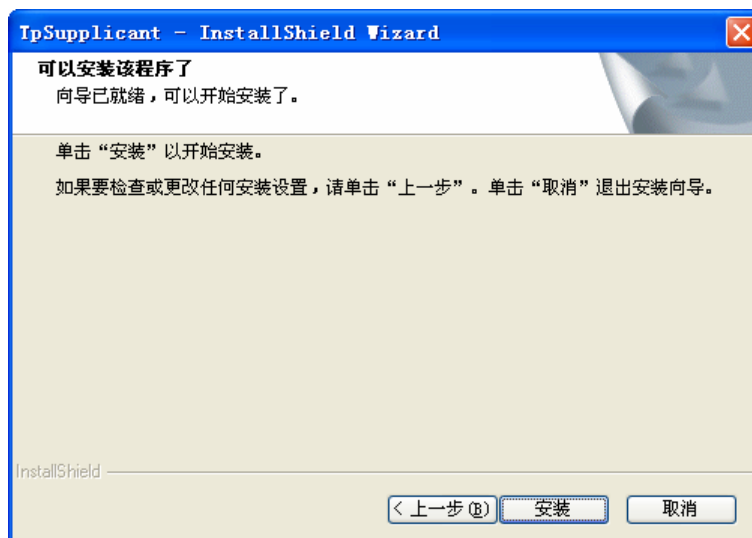 TpSupplicant - InstallShield Wizard
可以安装该程序了
向导已就绪，可以开始安装了。
单击“安装”以开始安装。
如果要检查或更改任何安装设置，请单击“上一步”。单击“取消”退出安装向导。
InstallShield
< 上一步(B) 安装 取消